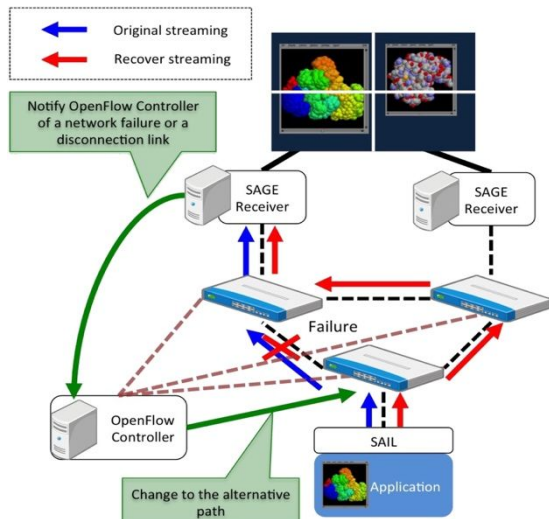 Original streaming
Recover streaming
Notify OpenFlow Controller
of a network failure or a
disconnection link
SAGE
Receiver
SAGE
Receiver
Failure
OpenFlow
Controller
SAIL
Application
Change to the alternative
path